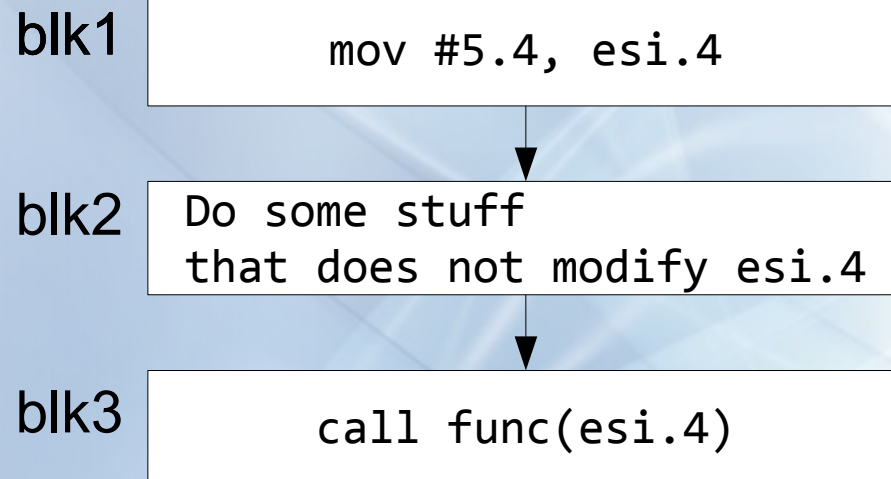 blk1
mov #5.4, esi.4
blk2
Do some stuff
that does not modify esi.4
blk3
call func(esi.4)